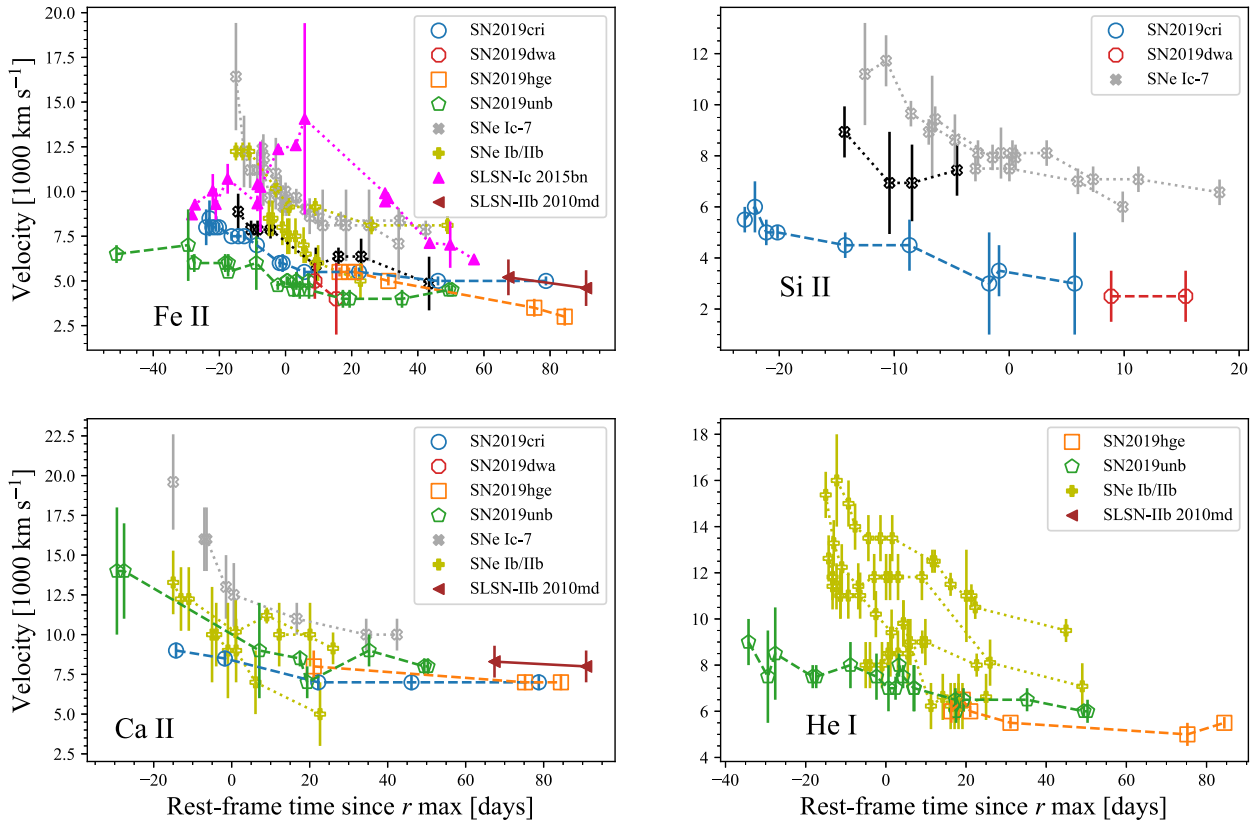 20.0
17.5
15.0
12.5
10.0
7.5
5.0
2.5
Velocity [1000 km s−1]
SN2019cri
SN2019dwa
SN2019hge
SN2019unb
SNe Ic-7
SNe Ib/IIb
SLSN-Ic 2015bn
SLSN-IIb 2010md
Fe II
−40 −20 0 20 40 60 80
12
10
8
6
4
2
SN2019cri
SN2019dwa
SNe Ic-7
Si II
−20 −10 0 10 20
22.5
20.0
17.5
15.0
12.5
10.0
7.5
5.0
2.5
Velocity [1000 km s−1]
SN2019cri
SN2019dwa
SN2019hge
SN2019unb
SNe Ic-7
SNe Ib/IIb
SLSN-IIb 2010md
Ca II
−20 0 20 40 60 80
Rest-frame time since r max [days]
18
16
14
12
10
8
6
4
SN2019hge
SN2019unb
SNe Ib/IIb
SLSN-IIb 2010md
He I
−40 −20 0 20 40 60 80
Rest-frame time since r max [days]